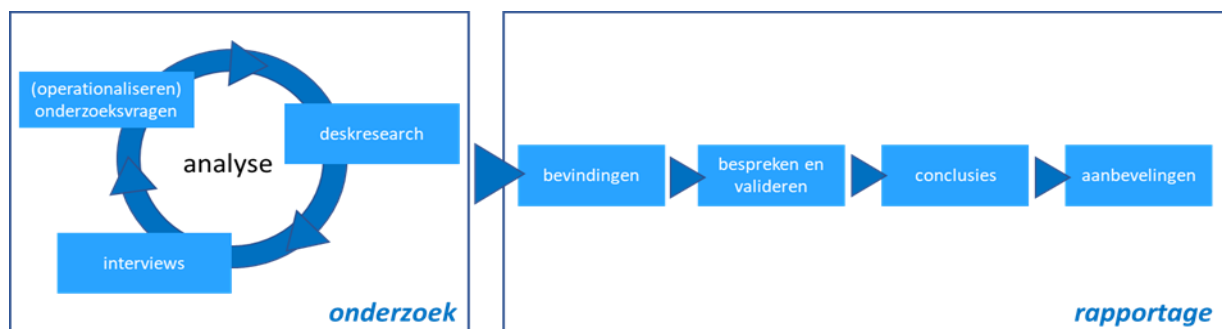 (operationaliseren)
onderzoeksvragen
deskresearch
analyse
interviews
onderzoek
bevindingen
bespreken en
valideren
conclusies
aanbevelingen
rapportage